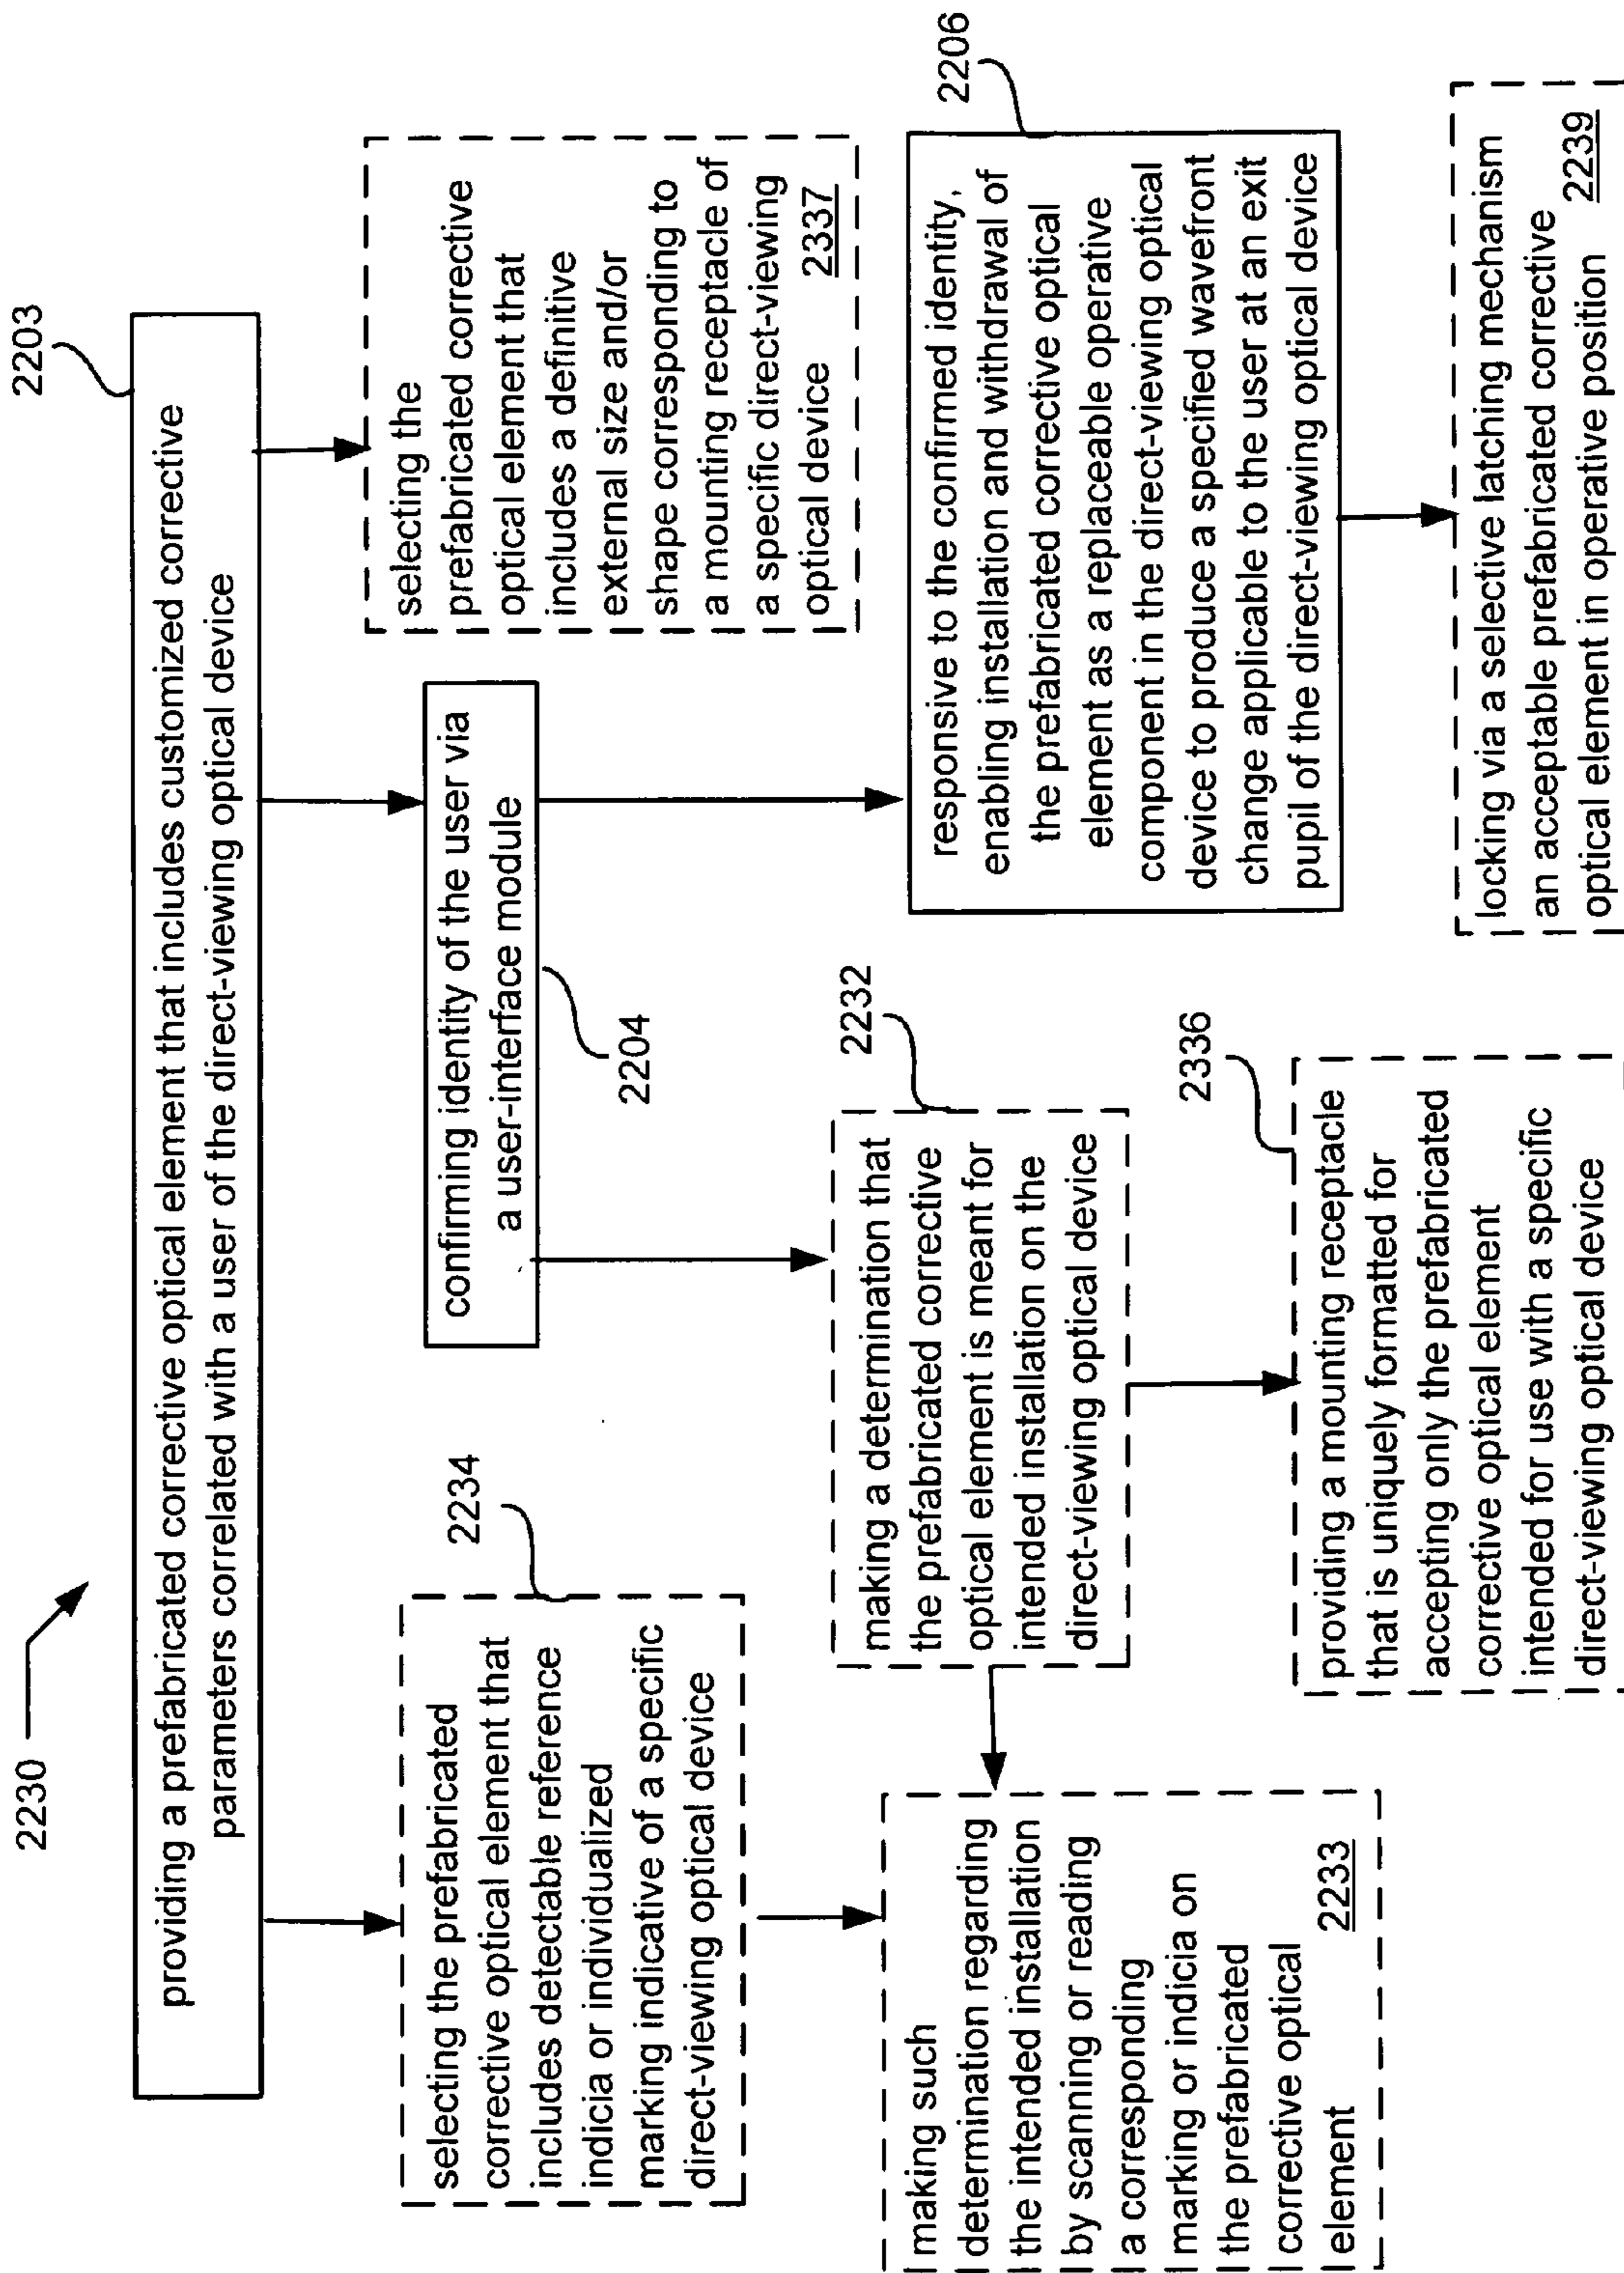 2230
2203
providing a prefabricated corrective optical element that includes customized corrective
parameters correlated with a user of the direct-viewing optical device
2234
selecting the prefabricated
corrective optical element that
includes detectable reference
indicia or individualized
marking indicative of a specific
direct-viewing optical device
confirming identity of the user via
a user-interface module
2204
selecting the
prefabricated corrective
optical element that
includes a definitive
external size and/or
shape corresponding to
a mounting receptacle of
a specific direct-viewing
optical device 2337
making such
determination regarding
the intended installation
by scanning or reading
a corresponding
marking or indicia on
the prefabricated
corrective optical
element 2233
2232
making a determination that
the prefabricated corrective
optical element is meant for
intended installation on the
direct-viewing optical device
2206
responsive to the confirmed identity,
enabling installation and withdrawal of
the prefabricated corrective optical
element as a replaceable operative
component in the direct-viewing optical
device to produce a specified wavefront
change applicable to the user at an exit
pupil of the direct-viewing optical device
2336
providing a mounting receptacle
that is uniquely formatted for
accepting only the prefabricated
corrective optical element
intended for use with a specific
direct-viewing optical device
locking via a selective latching mechanism
an acceptable prefabricated corrective
optical element in operative position 2239